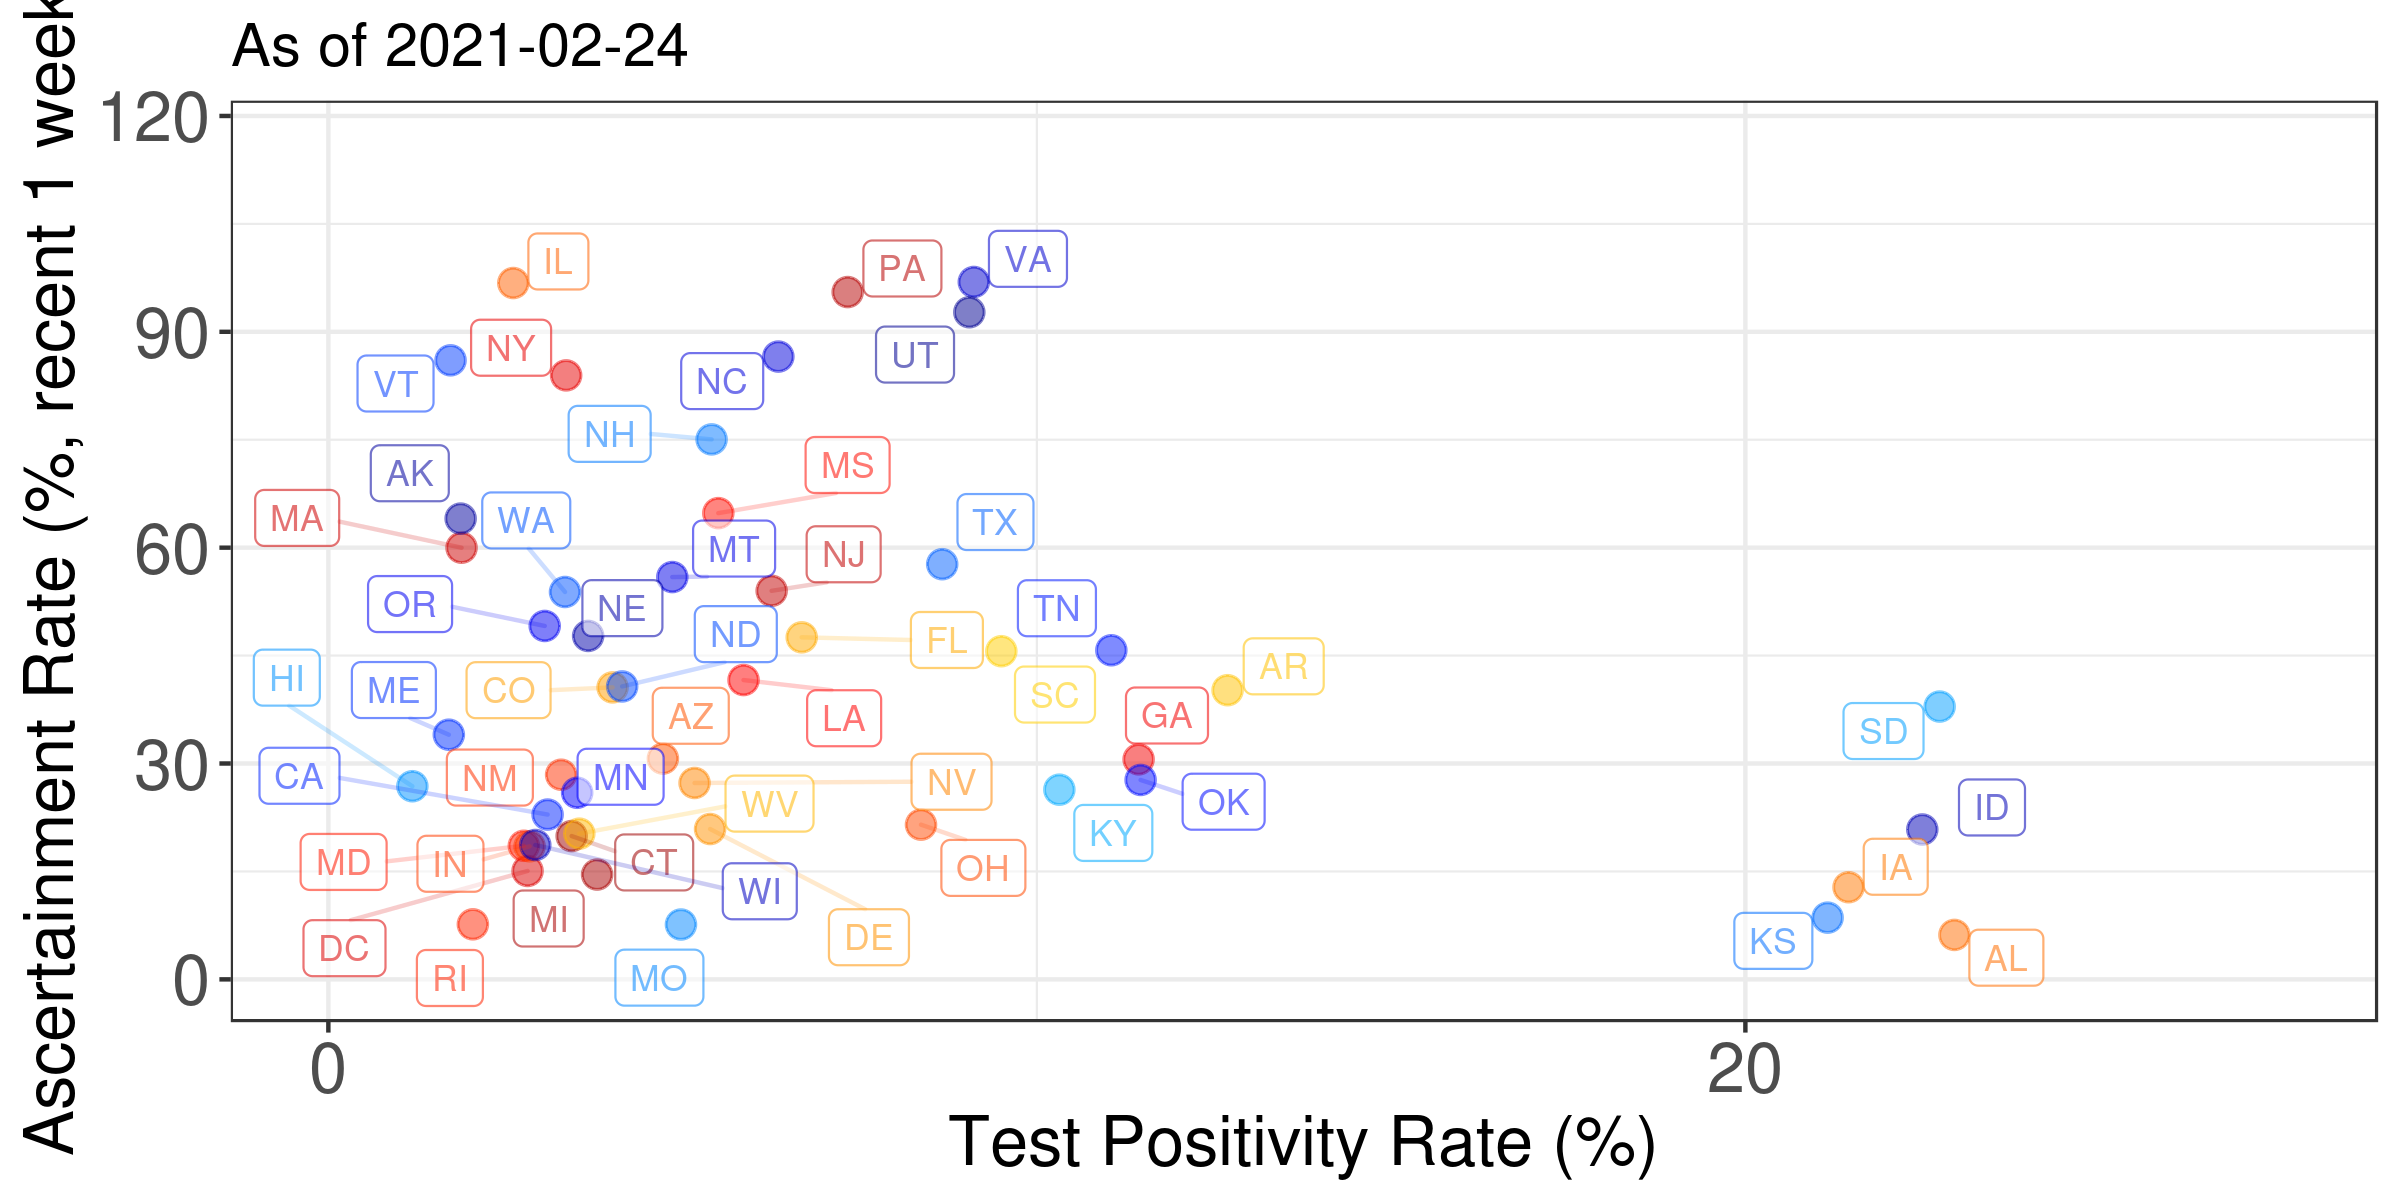 As of 2021-02-24
Ascertainment Rate (%, recent 1 week
120
90
60
30
0
IL
PA
VA
NY
UT
VT
NC
NH
MS
AK
MA
WA
TX
MT
NJ
OR
NE
TN
ND
FL
HI
ME
CO
SC
AR
AZ
LA
GA
SD
CA
NM
MN
NV
WV
OK
ID
KY
MD
IN
CT
OH
IA
WI
MI
DE
KS
DC
AL
RI
MO
0
20
Test Positivity Rate (%)